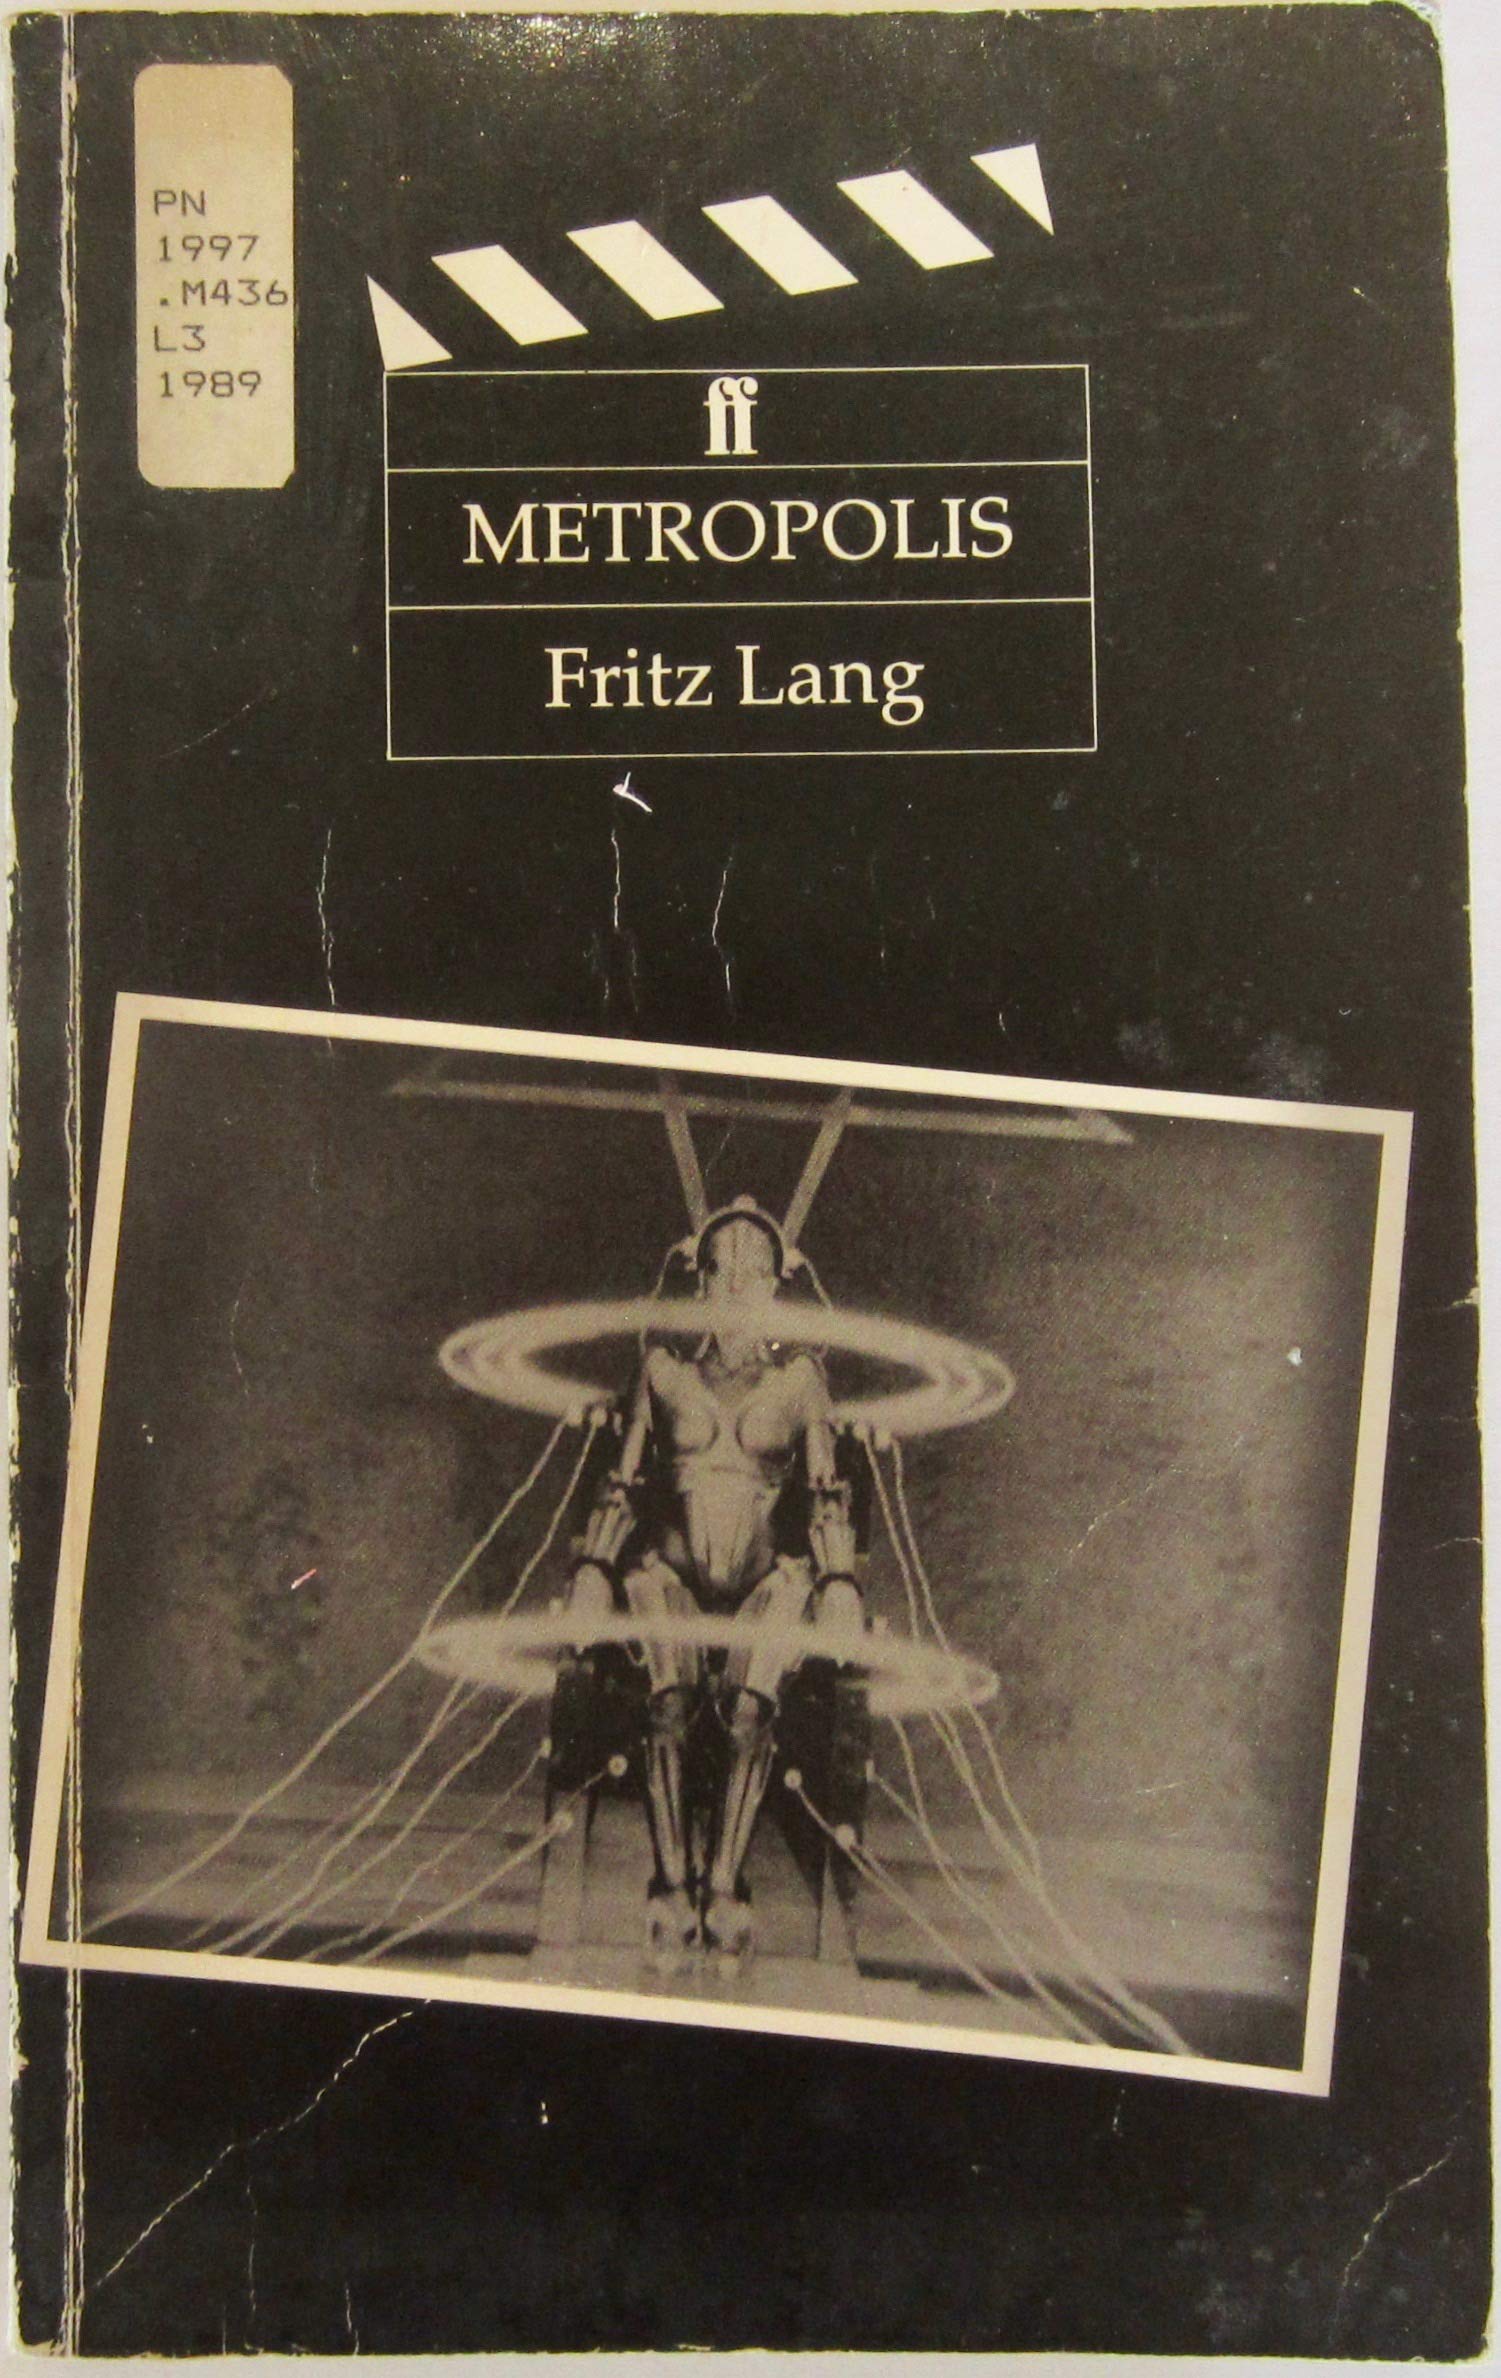 PN
1997
.M436
L3
1989
ff
METROPOLIS
Fritz Lang